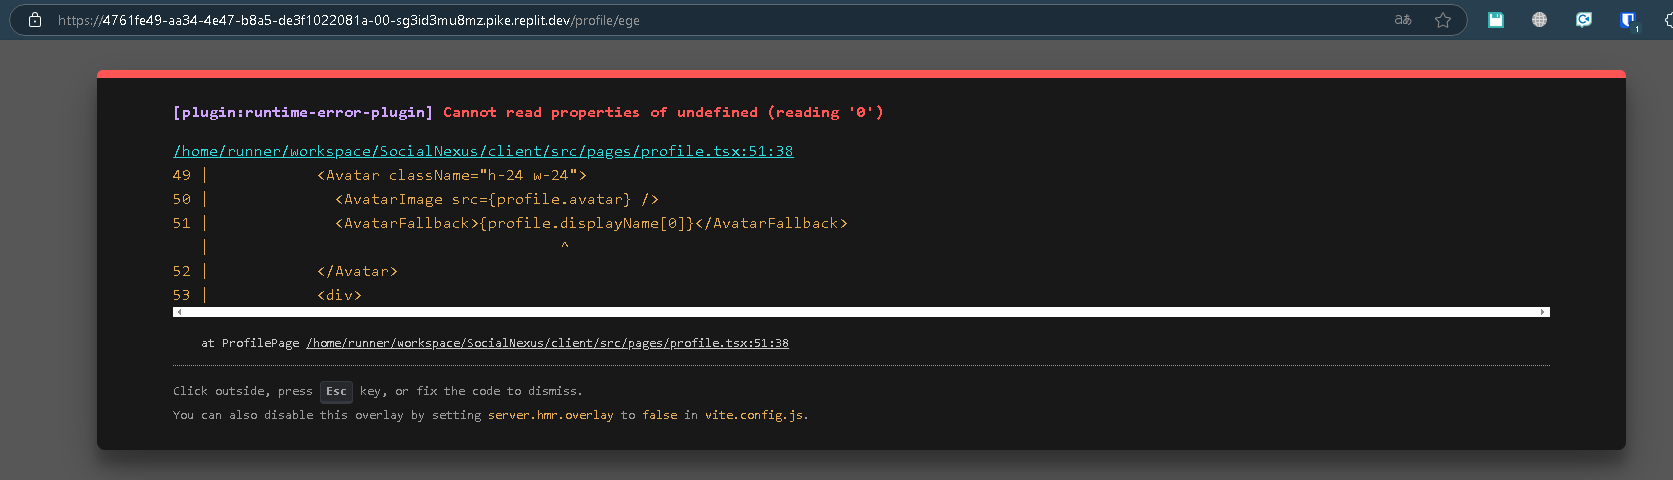 https://4761fe49-aa34-4e47-b8a5-de3f1022081a-00-sg3id3mu8mz.pike.replit.dev/profile/ege
aあ
1
[plugin:runtime-error-plugin] Cannot read properties of undefined (reading '0')
/home/runner/workspace/SocialNexus/client/src/pages/profile.tsx:51:38
49 |            <Avatar className="h-24 w-24">
50 |              <AvatarImage src={profile.avatar} />
51 |              <AvatarFallback>{profile.displayName[0]}</AvatarFallback>
   |                                       ^
52 |            </Avatar>
53 |            <div>
at ProfilePage /home/runner/workspace/SocialNexus/client/src/pages/profile.tsx:51:38
Click outside, press Esc key, or fix the code to dismiss.
You can also disable this overlay by setting server.hmr.overlay to false in vite.config.js.